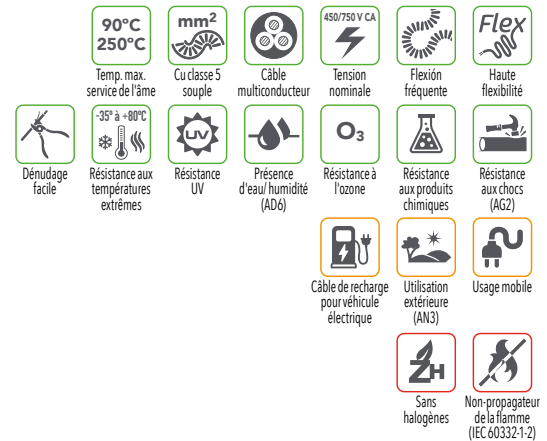 90°C
250°C
Temp. max.
service de l'âme
mm²
Cu classe 5
souple
Câble
multiconducteur
450/750 V CA
Tension
nominale
Flexión
fréquente
Flex
Haute
flexibilité
Dénudage
facile
-35° à +80°C
Résistance aux
températures
extrêmes
UV
Résistance
UV
Présence
d'eau/ humidité
(AD6)
O₃
Résistance à
l'ozone
Résistance
aux produits
chimiques
Résistance
aux chocs
(AG2)
Câble de recharge
pour véhicule
électrique
Utilisation
extérieure
(AN3)
Usage mobile
ZH
Sans
halogènes
Non-propagateur
de la flamme
(IEC 60332-1-2)